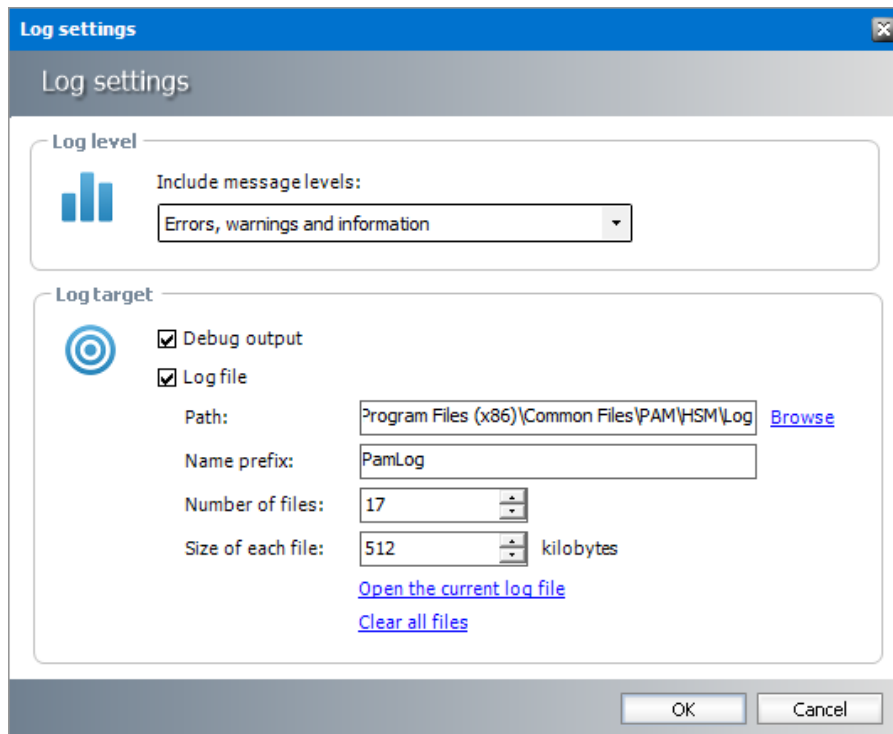 Log settings
Log settings
Log level
Include message levels:
Errors, warnings and information
Log target
Debug output
Log file
Path: Program Files (x86)\Common Files\PAM\HSM\Log Browse
Name prefix: PamLog
Number of files: 17
Size of each file: 512 kilobytes
Open the current log file
Clear all files
OK Cancel